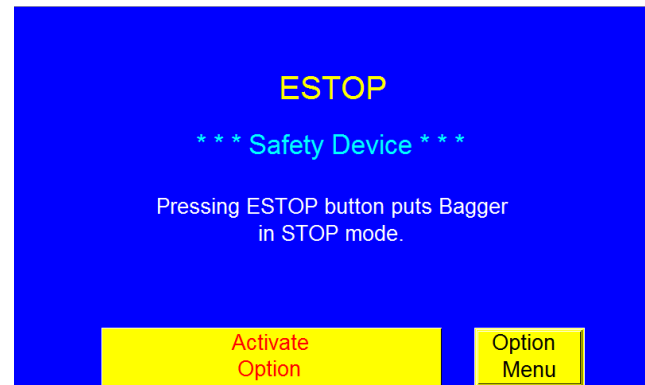 ESTOP
* * * Safety Device * * *
Pressing ESTOP button puts Bagger
in STOP mode.
Activate
Option
Option
Menu